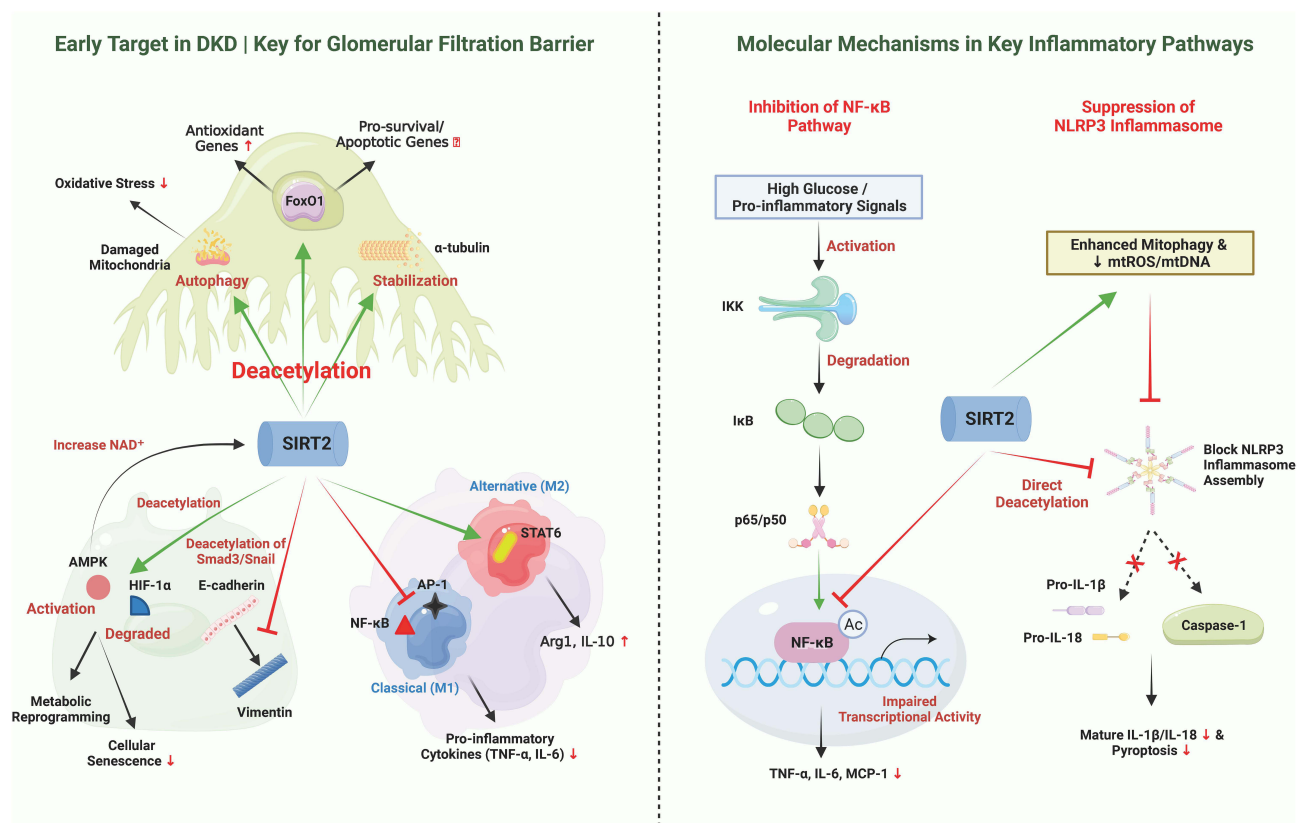 Early Target in DKD | Key for Glomerular Filtration Barrier
Antioxidant
Genes ↑
Pro-survival/
Apoptotic Genes
Oxidative Stress ↓
FoxO1
Damaged
Mitochondria
α-tubulin
Autophagy
Stabilization
Deacetylation
SIRT2
Increase NAD⁺
Deacetylation
Deacetylation of
Smad3/Snail
AMPK
HIF-1α
E-cadherin
Activation
Degraded
Metabolic
Reprogramming
Vimentin
Cellular
Senescence ↓
Alternative (M2)
STAT6
AP-1
NF-κB
Arg1, IL-10 ↑
Classical (M1)
Pro-inflammatory
Cytokines (TNF-α, IL-6) ↓
Molecular Mechanisms in Key Inflammatory Pathways
Inhibition of NF-κB
Pathway
High Glucose /
Pro-inflammatory Signals
Activation
IKK
Degradation
IκB
p65/p50
Ac
NF-κB
Impaired
Transcriptional Activity
TNF-α, IL-6, MCP-1 ↓
Suppression of
NLRP3 Inflammasome
Enhanced Mitophagy &
↓ mtROS/mtDNA
SIRT2
Direct
Deacetylation
Block NLRP3
Inflammasome
Assembly
Pro-IL-1β
Pro-IL-18
Caspase-1
Mature IL-1β/IL-18 ↓ &
Pyroptosis ↓